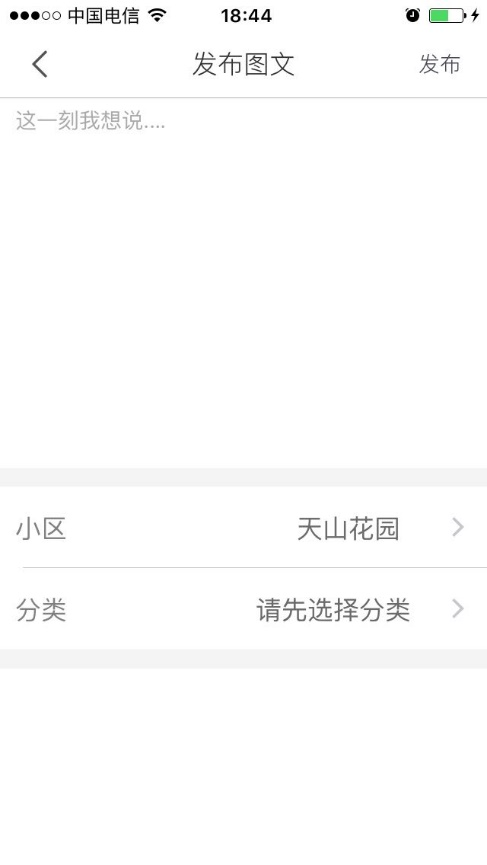 中国电信 18:44
发布图文 发布
这一刻我想说....
小区 天山花园
分类 请先选择分类